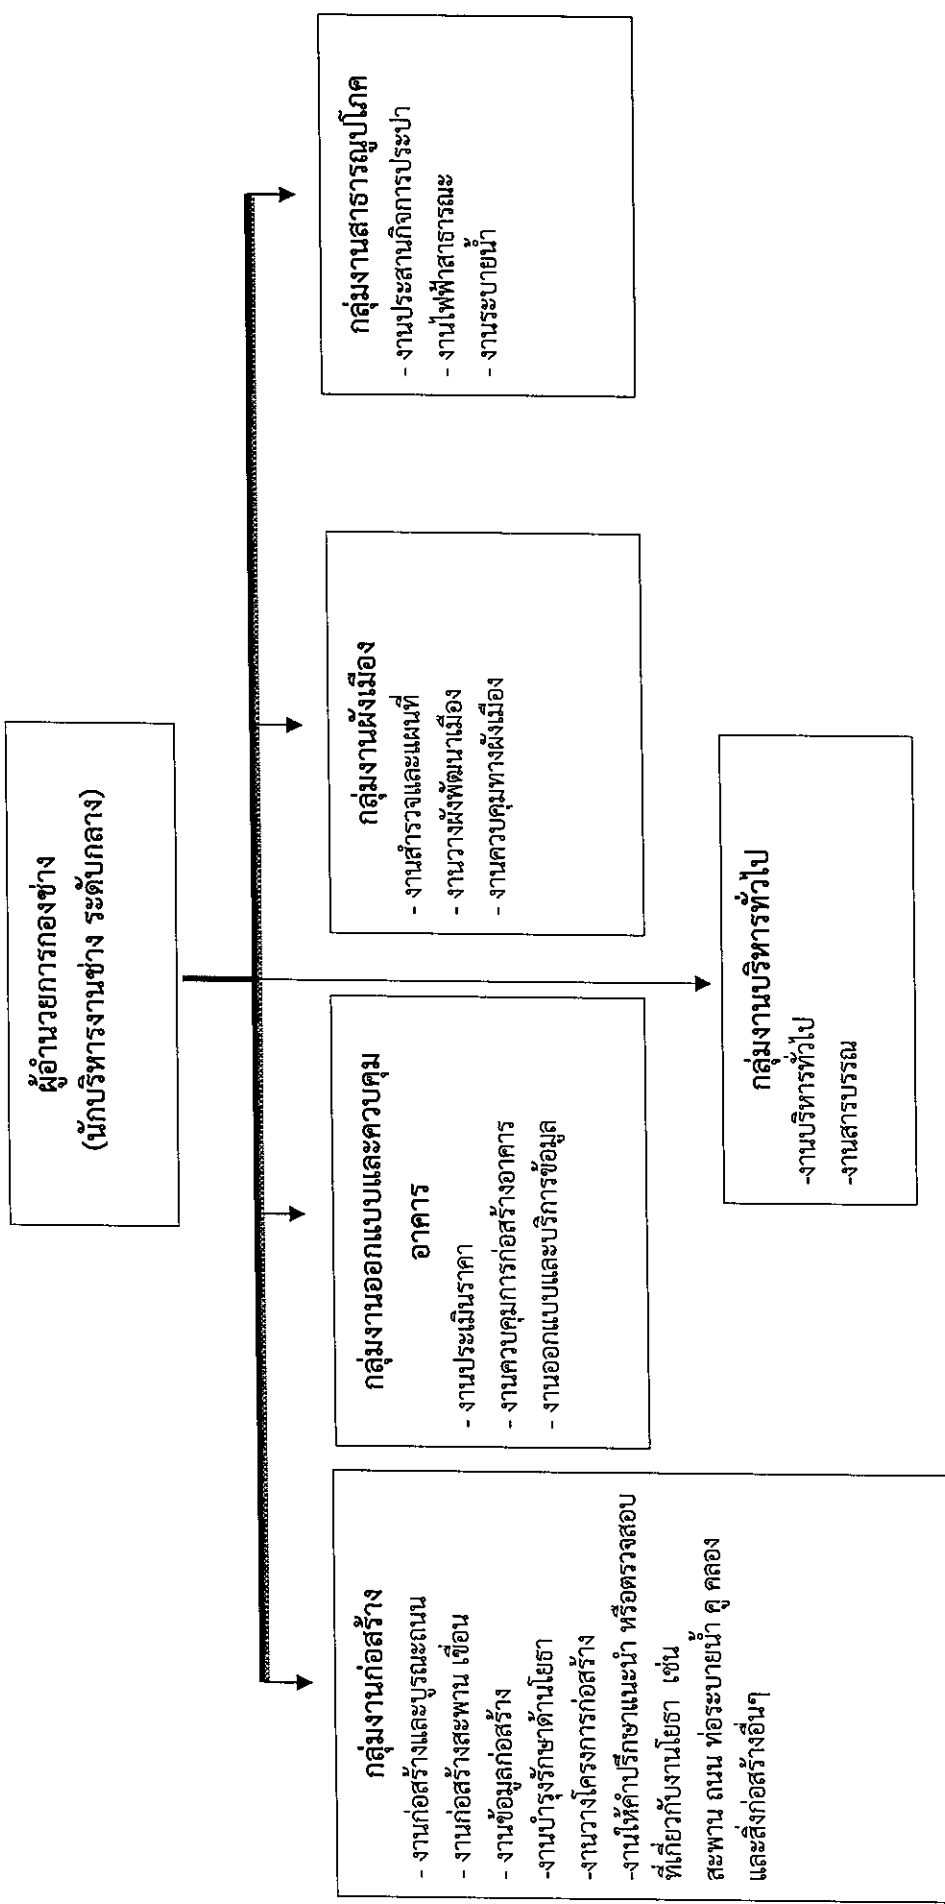 ผู้อำนวยการกองช่าง
(นักบริหารงานช่าง ระดับกลาง)
กลุ่มงานก่อสร้าง
- งานก่อสร้างและบูรณะถนน
- งานก่อสร้างสะพาน เขื่อน
- งานข้อมูลก่อสร้าง
-งานบำรุงรักษาด้านโยธา
-งานวางโครงการก่อสร้าง
-งานให้คำปรึกษาแนะนำ หรือตรวจสอบ
ที่เกี่ยวกับงานโยธา เช่น
สะพาน ถนน ท่อระบายน้ำ คู คลอง
และสิ่งก่อสร้างอื่นๆ
กลุ่มงานออกแบบและควบคุม
อาคาร
- งานประเมินราคา
- งานควบคุมการก่อสร้างอาคาร
- งานออกแบบและบริการข้อมูล
กลุ่มงานผังเมือง
- งานสำรวจและแผนที่
- งานวางผังพัฒนาเมือง
- งานควบคุมทางผังเมือง
กลุ่มงานสาธารณูปโภค
- งานประสานกิจการประปา
- งานไฟฟ้าสาธารณะ
- งานระบายน้ำ
กลุ่มงานบริหารทั่วไป
-งานบริหารทั่วไป
-งานสารบรรณ